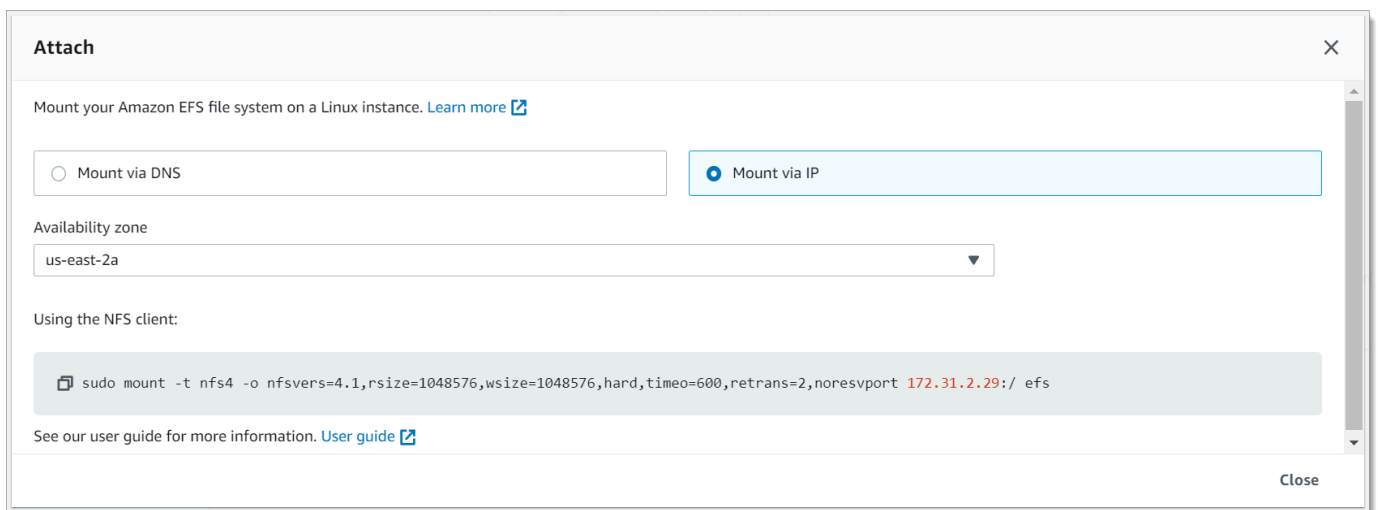 Attach
Mount your Amazon EFS file system on a Linux instance. Learn more
Mount via DNS
Mount via IP
Availability zone
us-east-2a
Using the NFS client:
sudo mount -t nfs4 -o nfsvers=4.1,rsize=1048576,wsize=1048576,hard,timeo=600,retrans=2,noresvport 172.31.2.29:/ efs
See our user guide for more information. User guide
Close